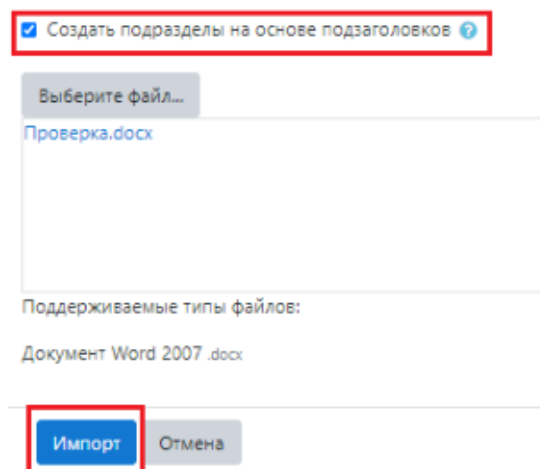 Создать подразделы на основе подзаголовков ?
Выберите файл...
Проверка.docx
Поддерживаемые типы файлов:
Документ Word 2007 .docx
Импорт Отмена